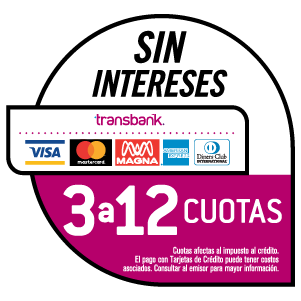 SIN
INTERESES
transbank.
VISA
mastercard
MAGNA
AMERICAN
EXPRESS
Diners Club
INTERNATIONAL
3a12 CUOTAS
Cuotas afectas al impuesto al crédito.
El pago con Tarjetas de Crédito puede tener costos
asociados. Consultar al emisor para mayor información.